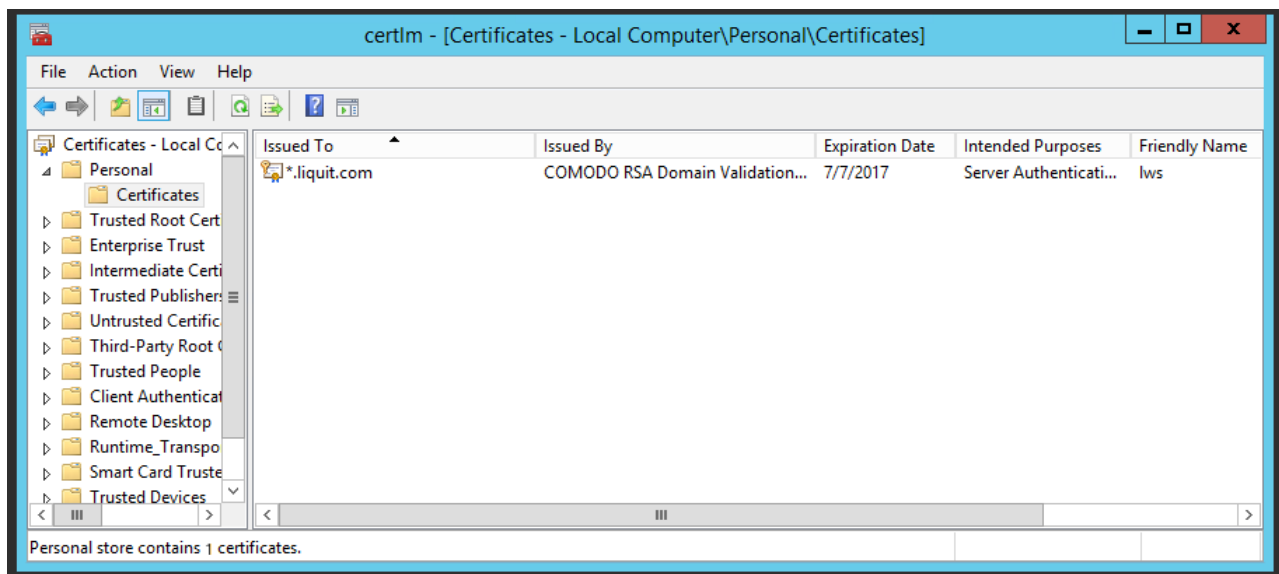 certlm - [Certificates - Local Computer\Personal\Certificates]
File Action View Help
Certificates - Local Co
Personal
Certificates
Trusted Root Cert
Enterprise Trust
Intermediate Certi
Trusted Publishers
Untrusted Certific
Third-Party Root
Trusted People
Client Authenticat
Remote Desktop
Runtime_Transpo
Smart Card Truste
Trusted Devices
Issued To Issued By Expiration Date Intended Purposes Friendly Name
*.liquit.com COMODO RSA Domain Validation... 7/7/2017 Server Authenticati... lws
Personal store contains 1 certificates.